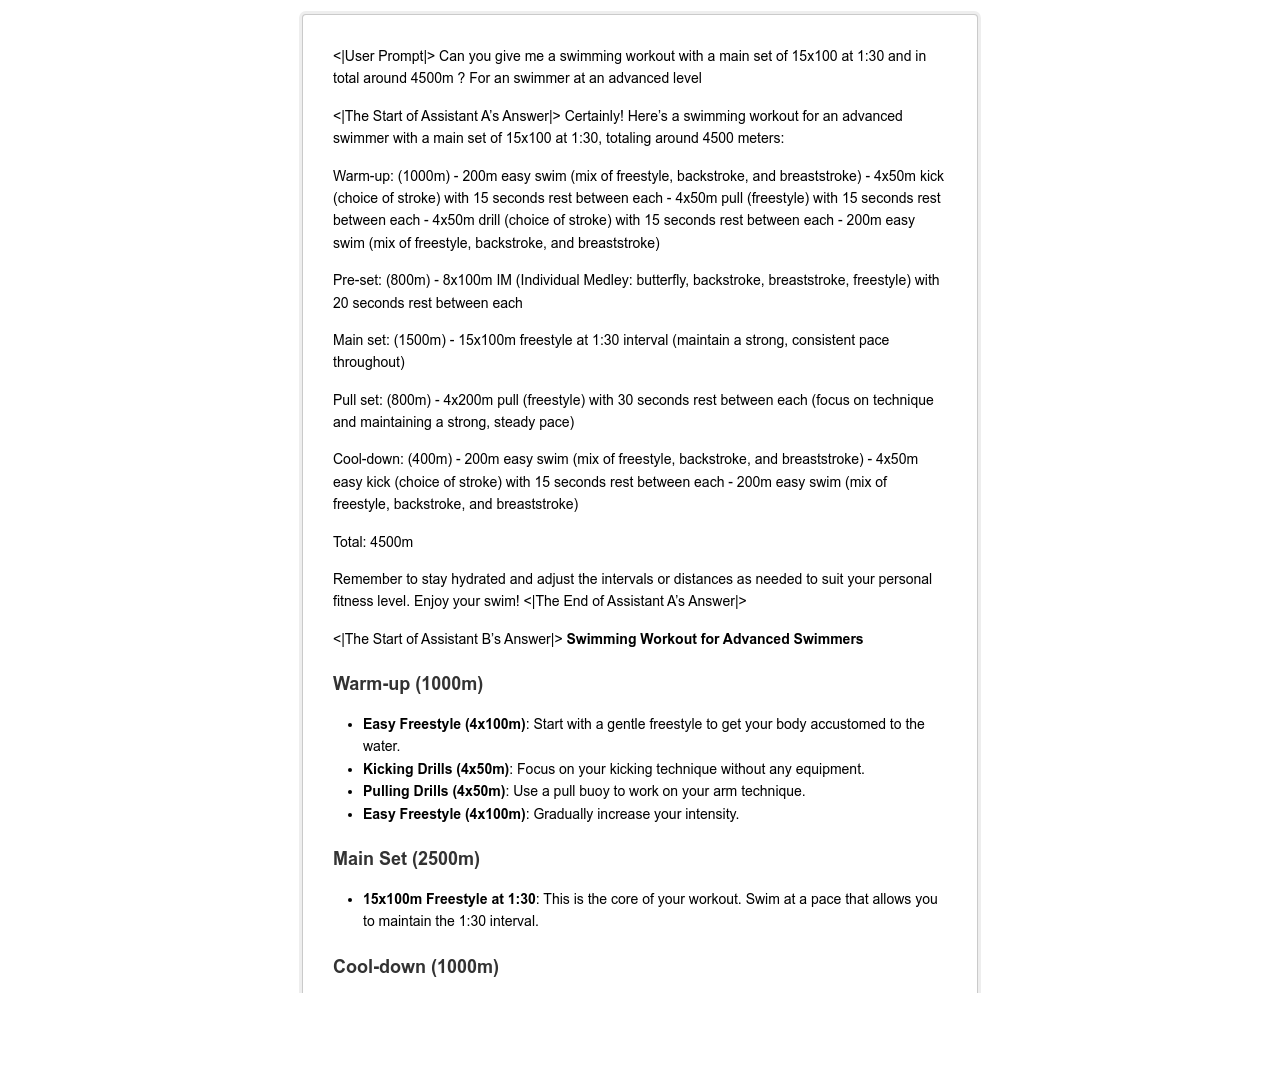 <|User Prompt|> Can you give me a swimming workout with a main set of 15x100 at 1:30 and in
total around 4500m ? For an swimmer at an advanced level
<|The Start of Assistant A’s Answer|> Certainly! Here’s a swimming workout for an advanced
swimmer with a main set of 15x100 at 1:30, totaling around 4500 meters:
Warm-up: (1000m) - 200m easy swim (mix of freestyle, backstroke, and breaststroke) - 4x50m kick
(choice of stroke) with 15 seconds rest between each - 4x50m pull (freestyle) with 15 seconds rest
between each - 4x50m drill (choice of stroke) with 15 seconds rest between each - 200m easy
swim (mix of freestyle, backstroke, and breaststroke)
Pre-set: (800m) - 8x100m IM (Individual Medley: butterfly, backstroke, breaststroke, freestyle) with
20 seconds rest between each
Main set: (1500m) - 15x100m freestyle at 1:30 interval (maintain a strong, consistent pace
throughout)
Pull set: (800m) - 4x200m pull (freestyle) with 30 seconds rest between each (focus on technique
and maintaining a strong, steady pace)
Cool-down: (400m) - 200m easy swim (mix of freestyle, backstroke, and breaststroke) - 4x50m
easy kick (choice of stroke) with 15 seconds rest between each - 200m easy swim (mix of
freestyle, backstroke, and breaststroke)
Total: 4500m
Remember to stay hydrated and adjust the intervals or distances as needed to suit your personal
fitness level. Enjoy your swim! <|The End of Assistant A’s Answer|>
<|The Start of Assistant B’s Answer|> Swimming Workout for Advanced Swimmers
Warm-up (1000m)
• Easy Freestyle (4x100m): Start with a gentle freestyle to get your body accustomed to the
water.
• Kicking Drills (4x50m): Focus on your kicking technique without any equipment.
• Pulling Drills (4x50m): Use a pull buoy to work on your arm technique.
• Easy Freestyle (4x100m): Gradually increase your intensity.
Main Set (2500m)
• 15x100m Freestyle at 1:30: This is the core of your workout. Swim at a pace that allows you
to maintain the 1:30 interval.
Cool-down (1000m)